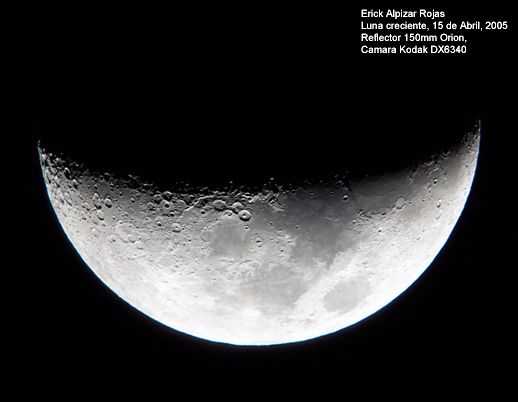 Erick Alpizar Rojas
Luna creciente, 15 de Abril, 2005
Reflector 150mm Orion,
Camara Kodak DX6340